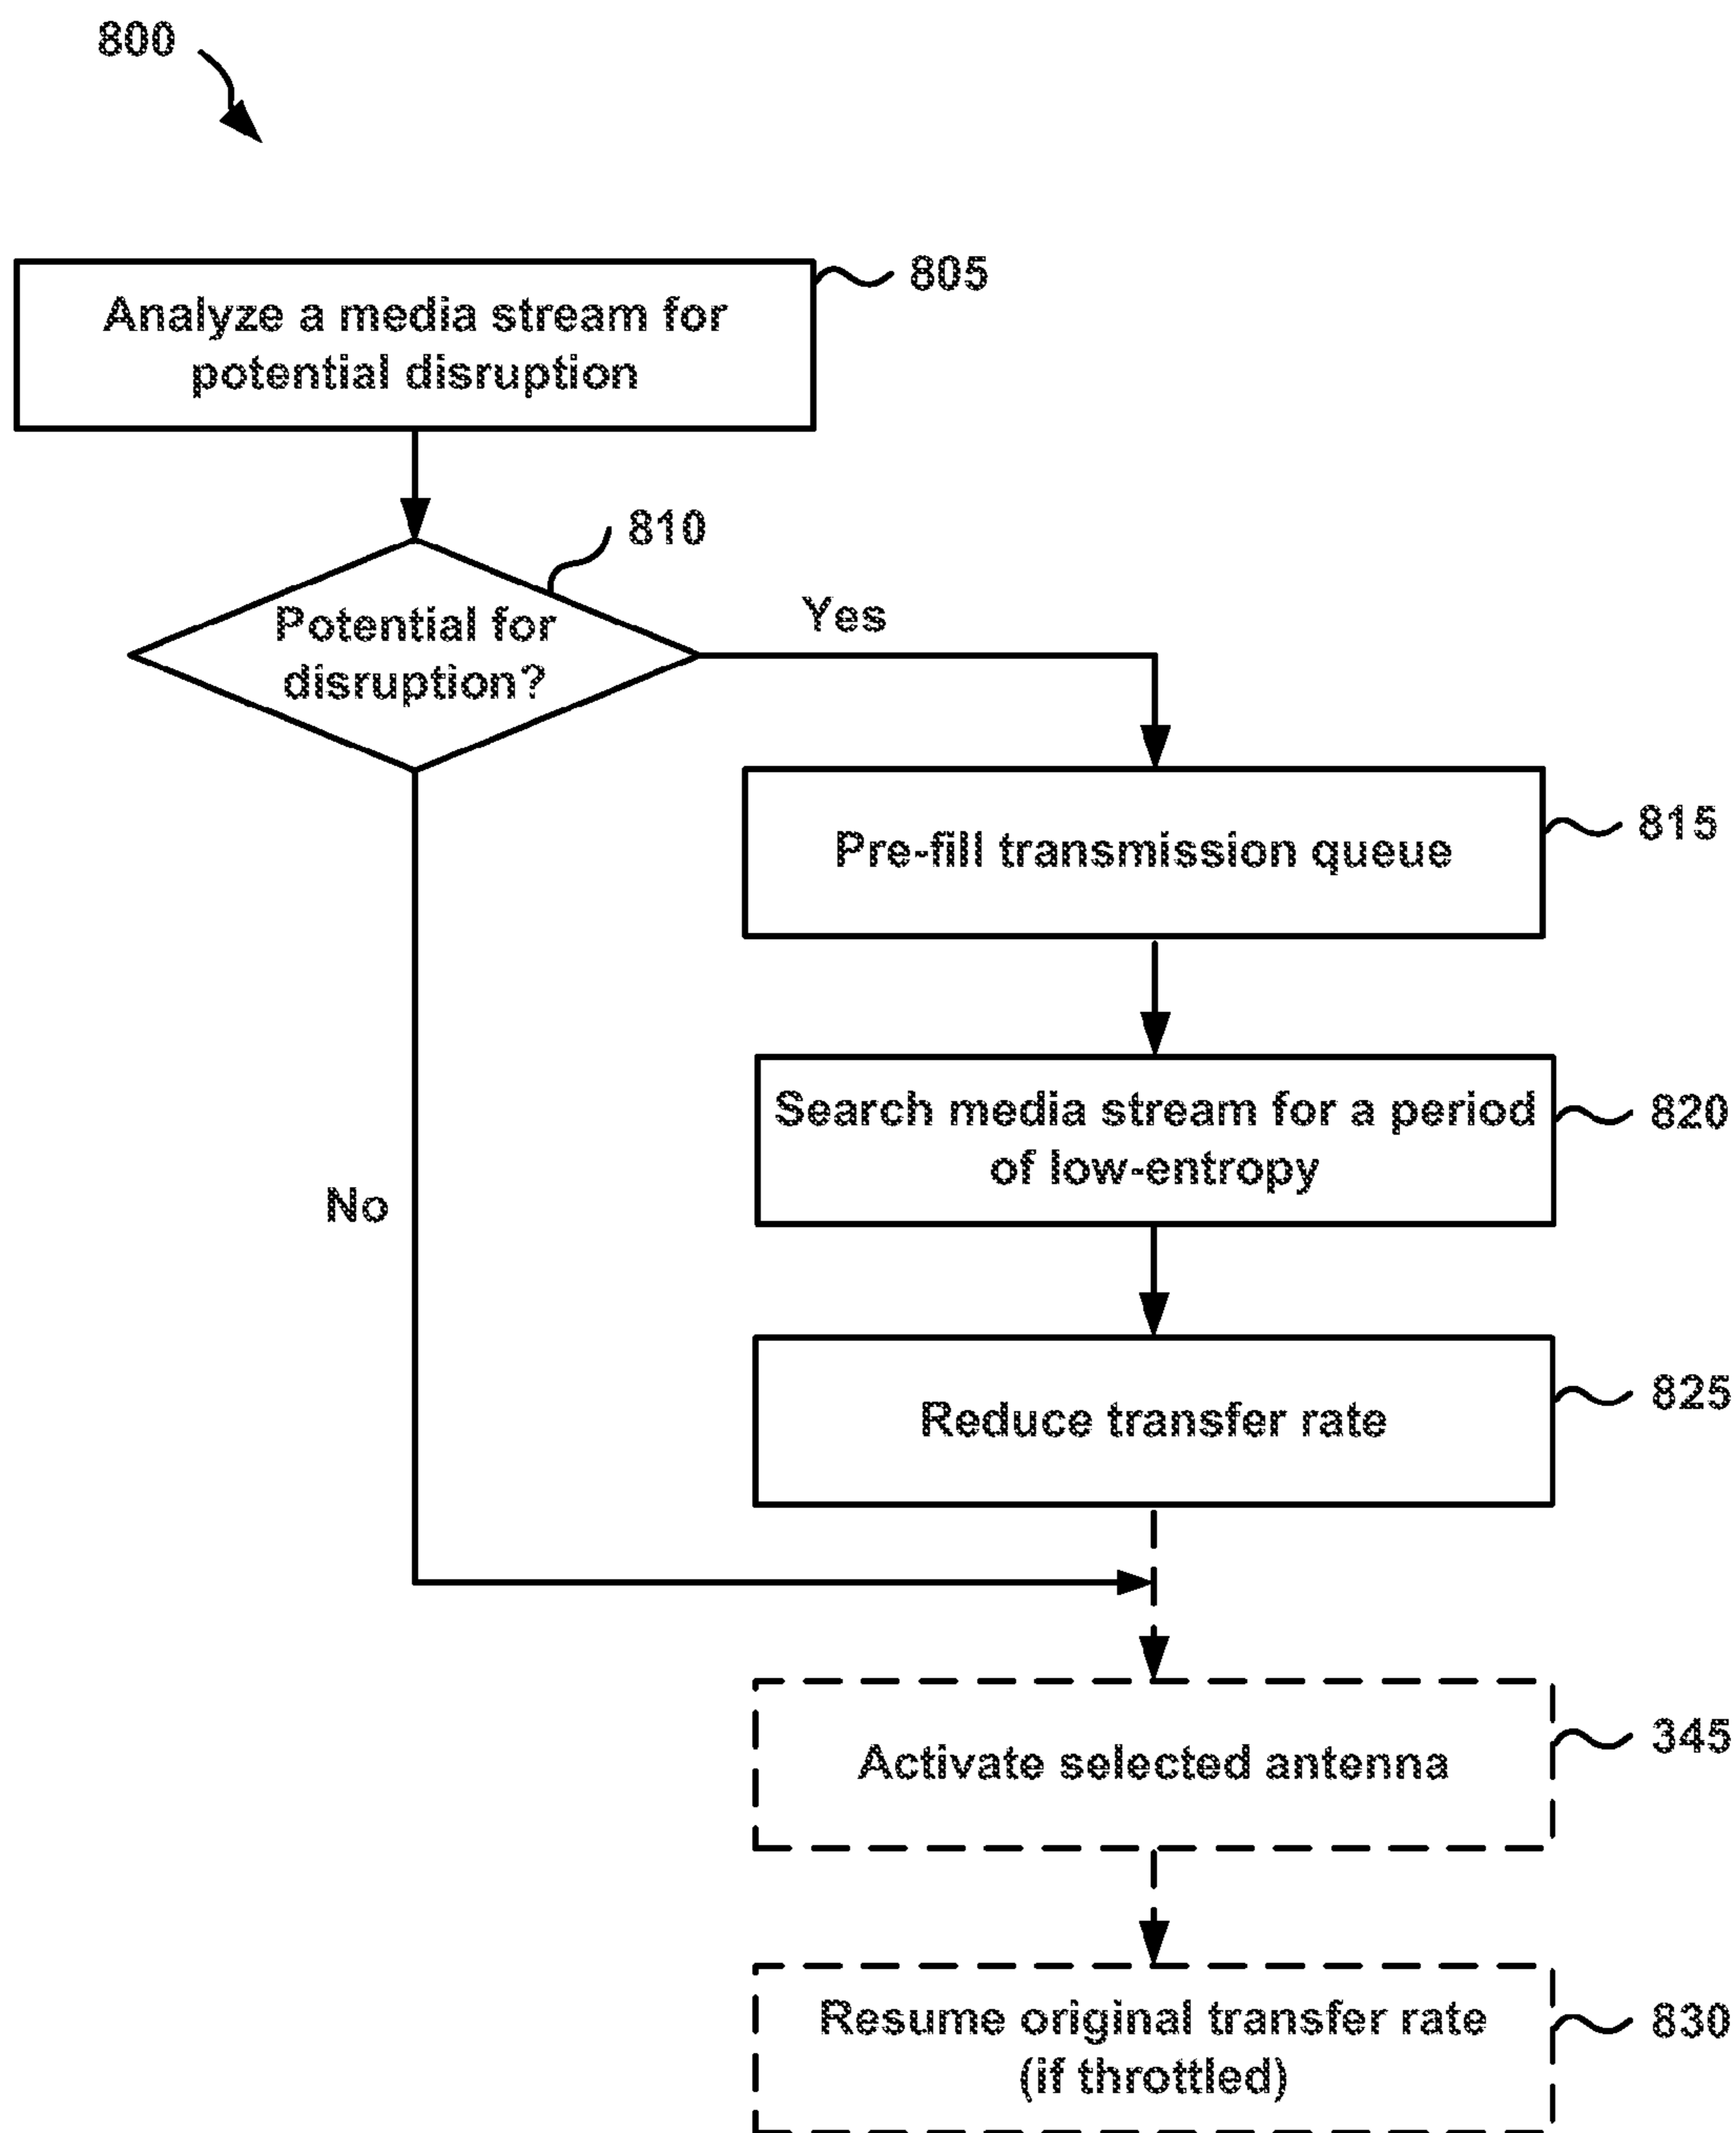 800
805
Analyze a media stream for
potential disruption
810
Potential for
disruption?
Yes
815
Pre-fill transmission queue
820
Search media stream for a period
of low-entropy
No
825
Reduce transfer rate
345
Activate selected antenna
830
Resume original transfer rate
(if throttled)